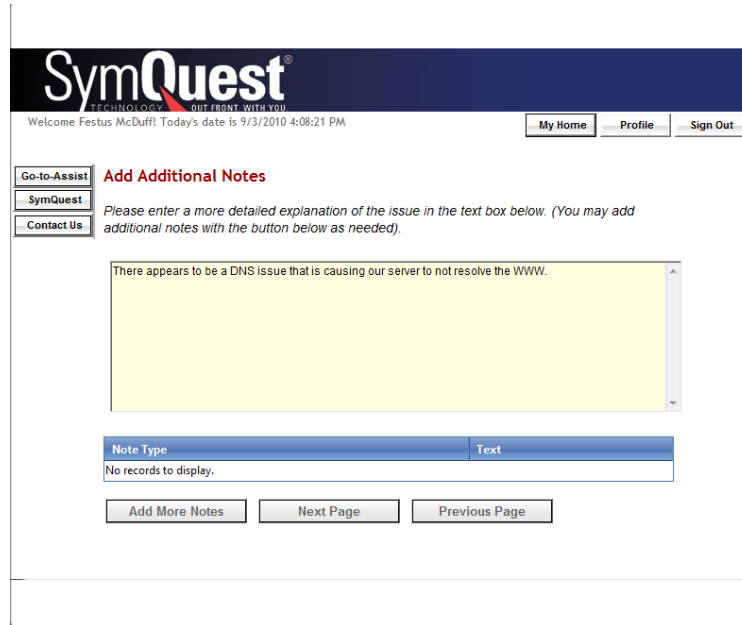 SymQuest®
TECHNOLOGY OUT FRONT. WITH YOU.
Welcome Festus McDuff! Today's date is 9/3/2010 4:08:21 PM
My Home Profile Sign Out
Go-to-Assist
SymQuest
Contact Us
Add Additional Notes
Please enter a more detailed explanation of the issue in the text box below. (You may add
additional notes with the button below as needed).
There appears to be a DNS issue that is causing our server to not resolve the WWW.
Note Type Text
No records to display.
Add More Notes Next Page Previous Page